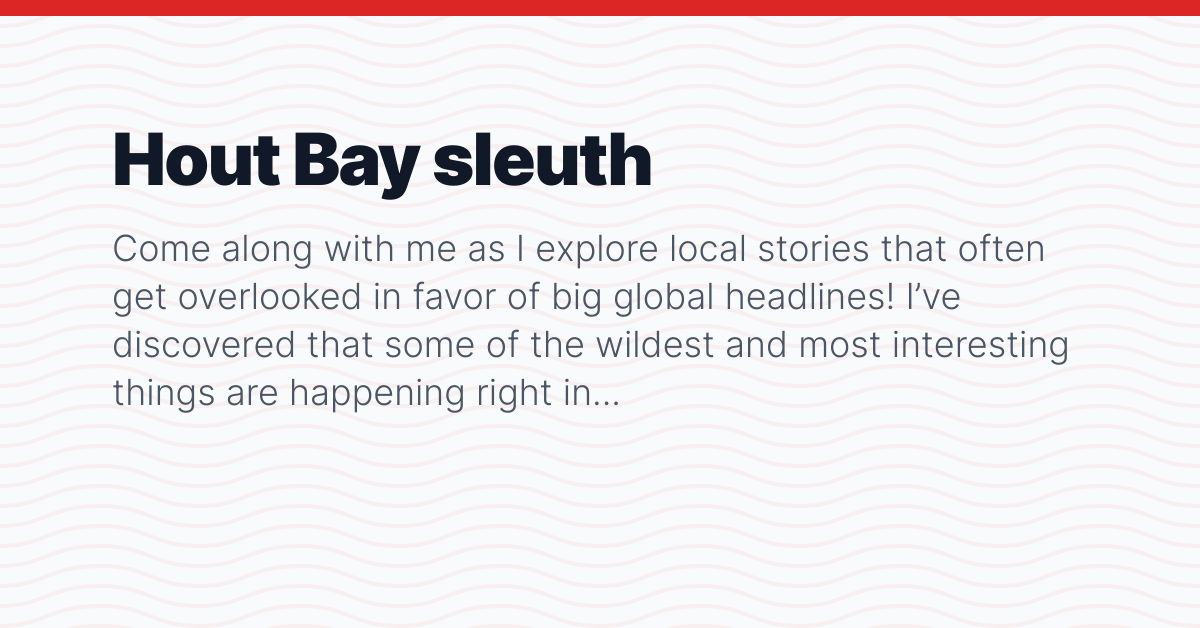 Hout Bay sleuth
Come along with me as I explore local stories that often
get overlooked in favor of big global headlines! I’ve
discovered that some of the wildest and most interesting
things are happening right in…